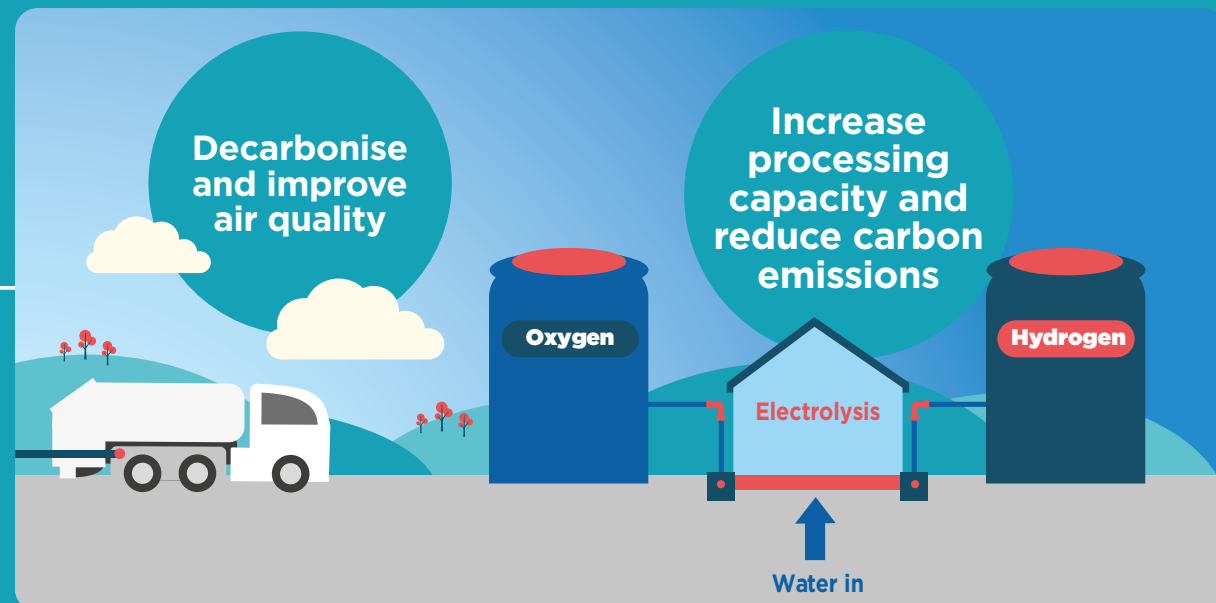 Decarbonise
and improve
air quality
Increase
processing
capacity and
reduce carbon
emissions
Oxygen
Hydrogen
Electrolysis
Water in